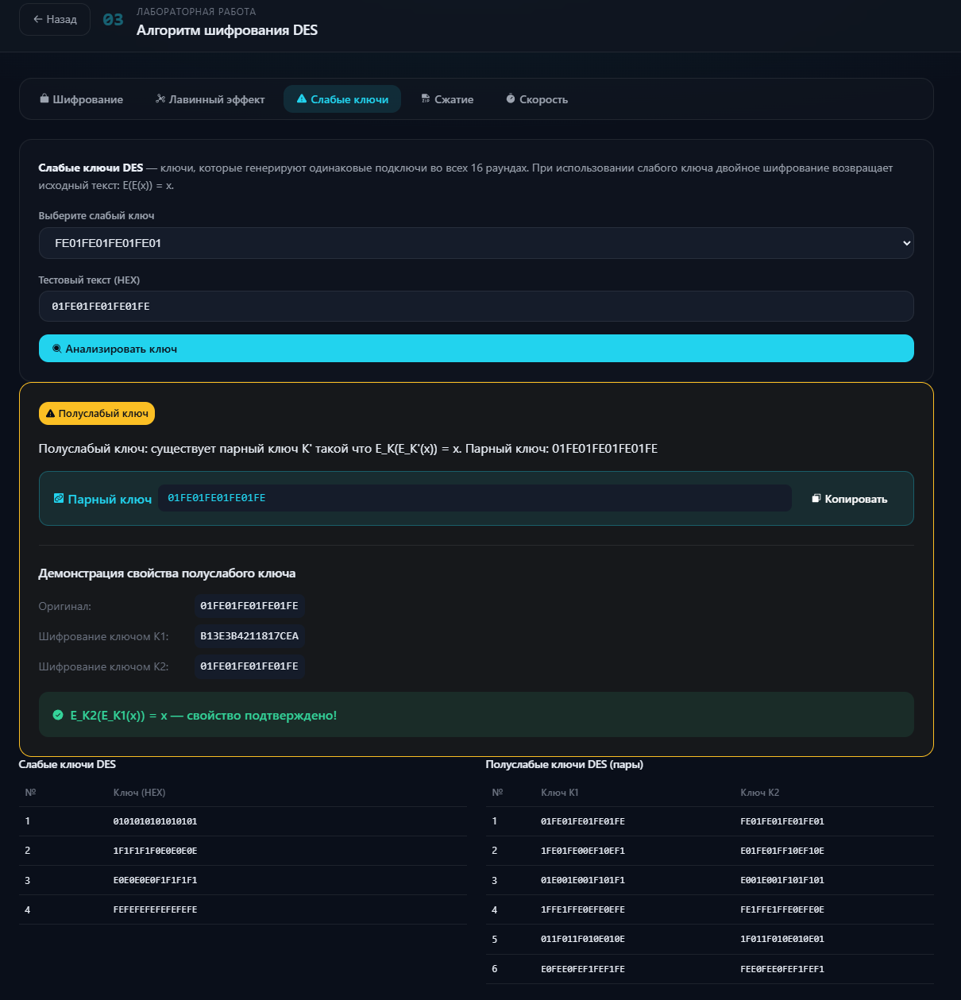 ← Назад
03
ЛАБОРАТОРНАЯ РАБОТА
Алгоритм шифрования DES
Шифрование
Лавинный эффект
Слабые ключи
Сжатие
Скорость
Слабые ключи DES — ключи, которые генерируют одинаковые подключи во всех 16 раундах. При использовании слабого ключа двойное шифрование возвращает
исходный текст: E(E(x)) = x.
Выберите слабый ключ
FE01FE01FE01FE01
Тестовый текст (HEX)
01FE01FE01FE01FE
Анализировать ключ
Полуслабый ключ
Полуслабый ключ: существует парный ключ K' такой что E_K(E_K'(x)) = x. Парный ключ: 01FE01FE01FE01FE
Парный ключ
01FE01FE01FE01FE
Копировать
Демонстрация свойства полуслабого ключа
Оригинал: 01FE01FE01FE01FE
Шифрование ключом K1: B13E3B4211817CEA
Шифрование ключом K2: 01FE01FE01FE01FE
E_K2(E_K1(x)) = x — свойство подтверждено!
Слабые ключи DES
№ Ключ (HEX)
1 0101010101010101
2 1F1F1F1F0E0E0E0E
3 E0E0E0E0F1F1F1F1
4 FEFEFEFEFEFEFEFE
Полуслабые ключи DES (пары)
№ Ключ K1 Ключ K2
1 01FE01FE01FE01FE FE01FE01FE01FE01
2 1FE01FE00EF10EF1 E01FE01FF10EF10E
3 01E001E001F101F1 E001E001F101F101
4 1FFE1FFE0EFE0EFE FE1FFE1FFE0EFE0E
5 011F011F010E010E 1F011F010E010E01
6 E0FEE0FEF1FEF1FE FEE0FEE0FEF1FEF1